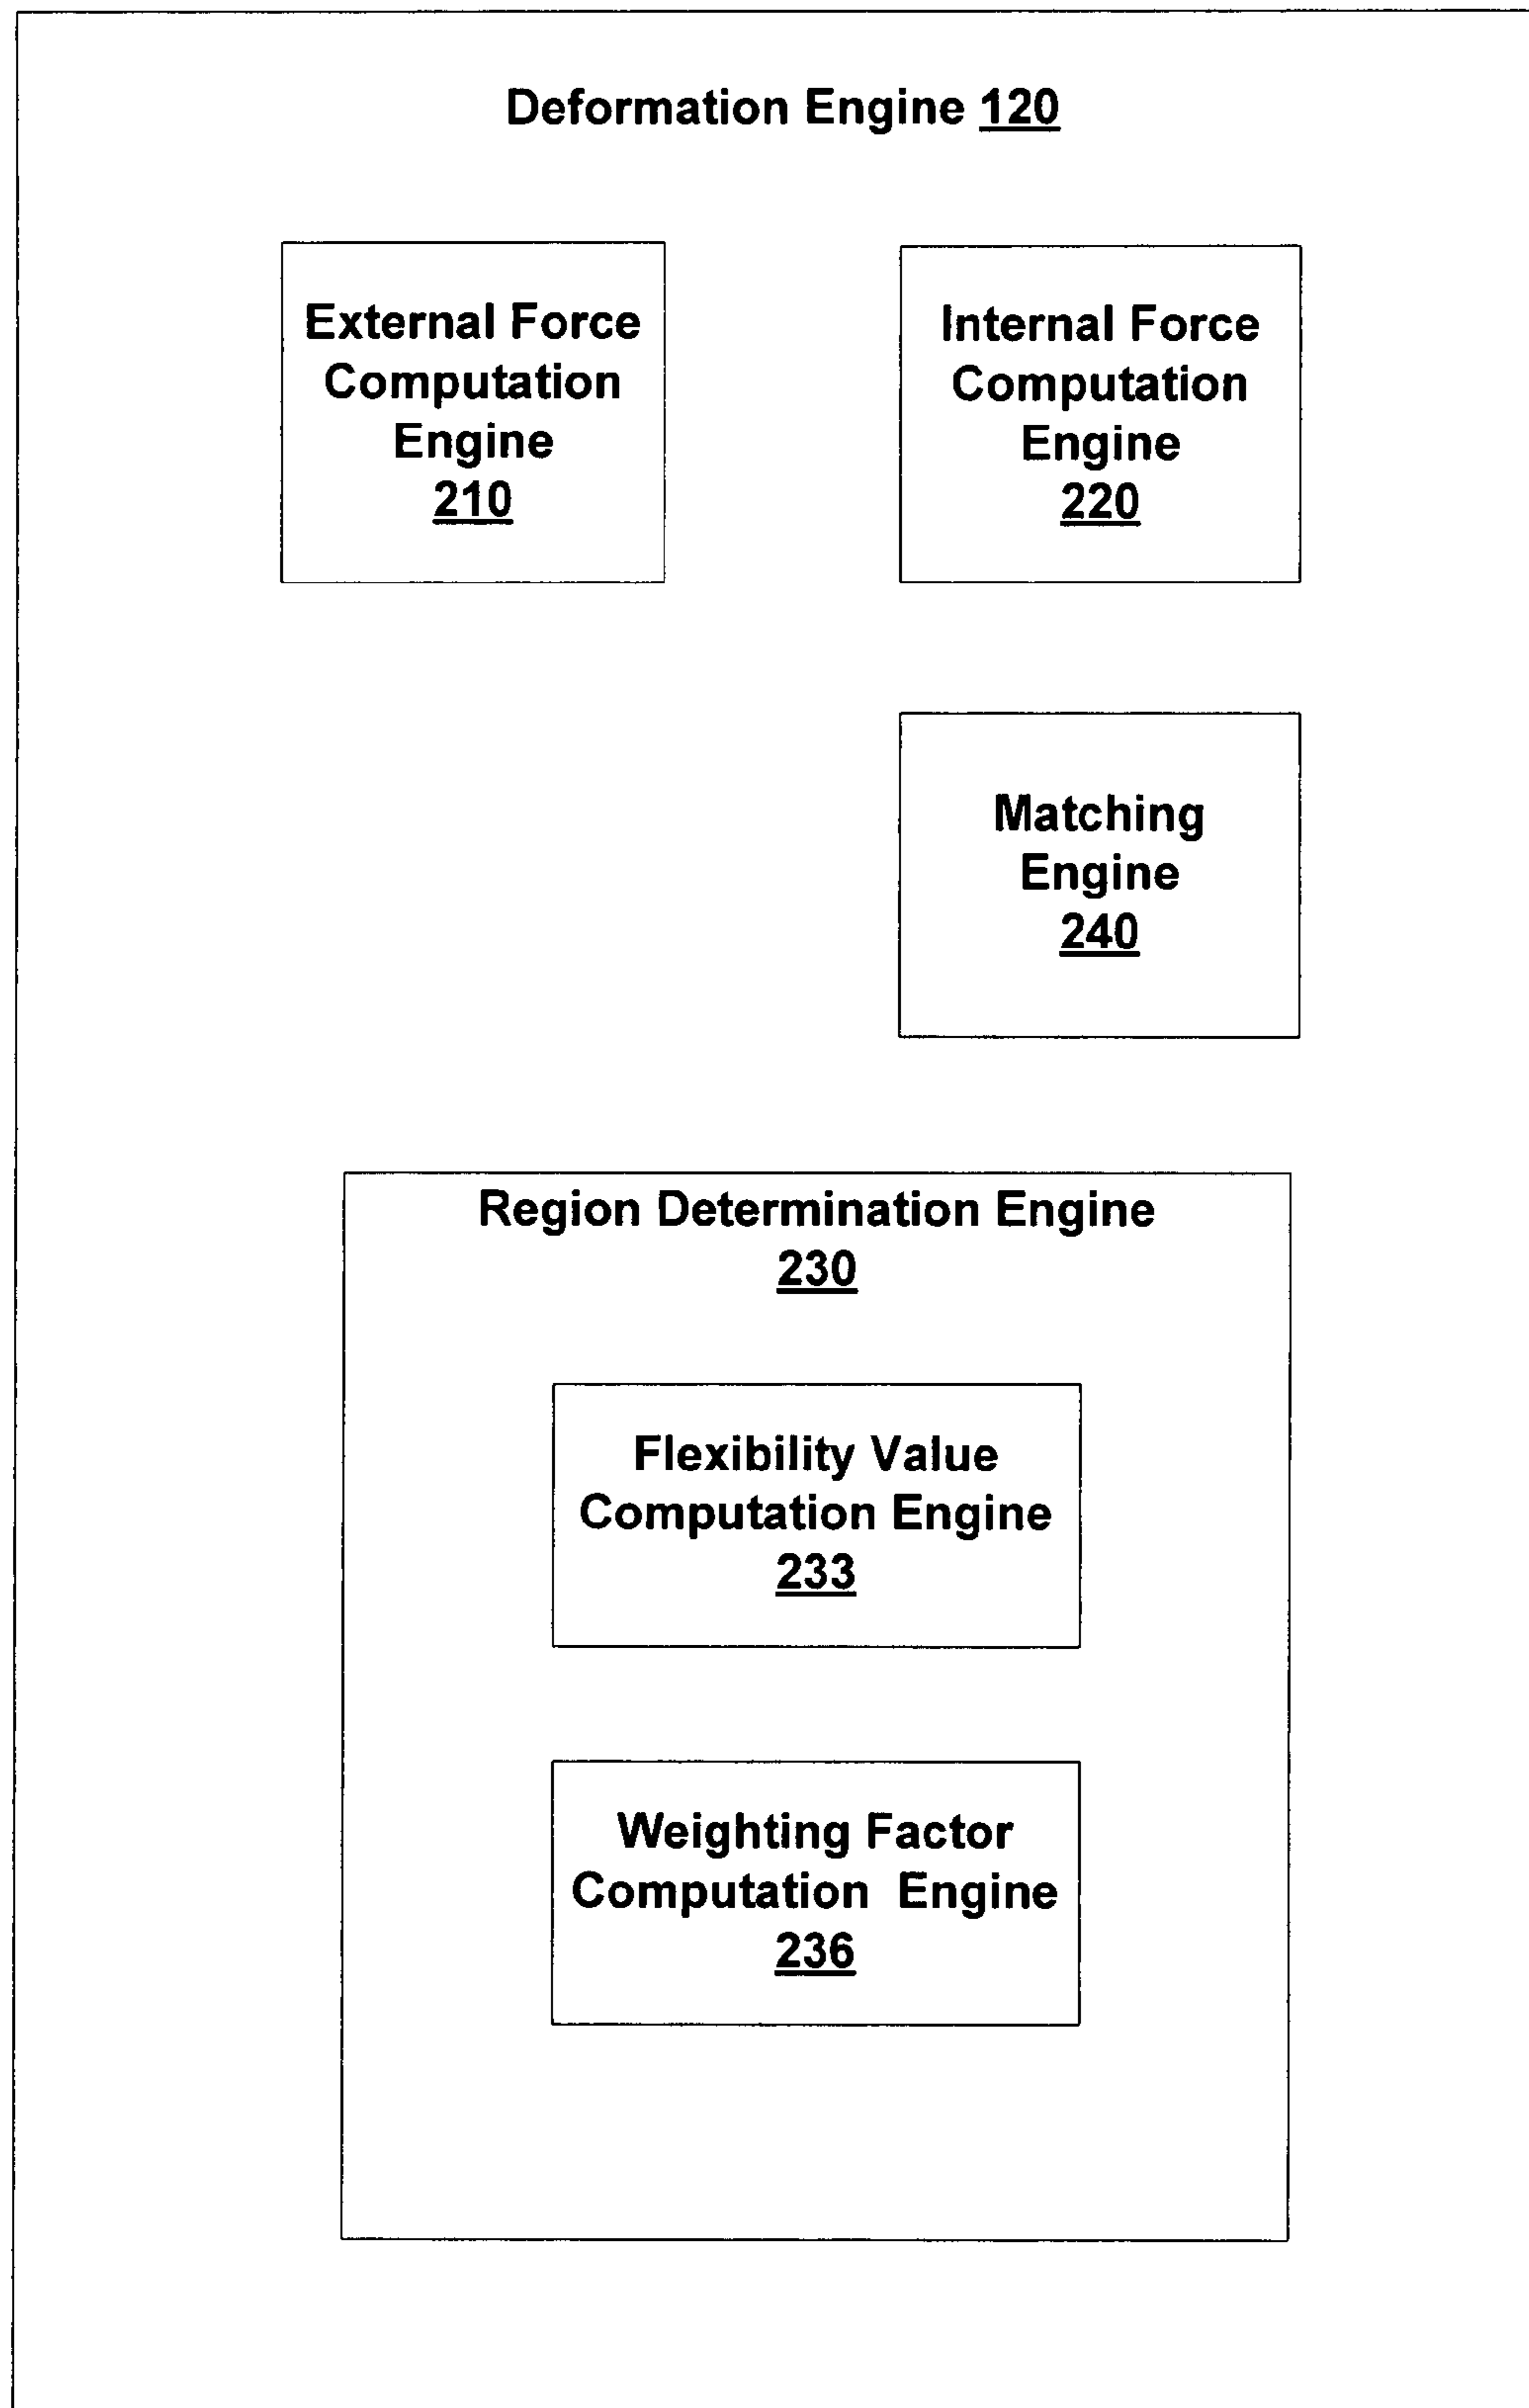 Deformation Engine 120
External Force
Computation
Engine
210
Internal Force
Computation
Engine
220
Matching
Engine
240
Region Determination Engine
230
Flexibility Value
Computation Engine
233
Weighting Factor
Computation Engine
236